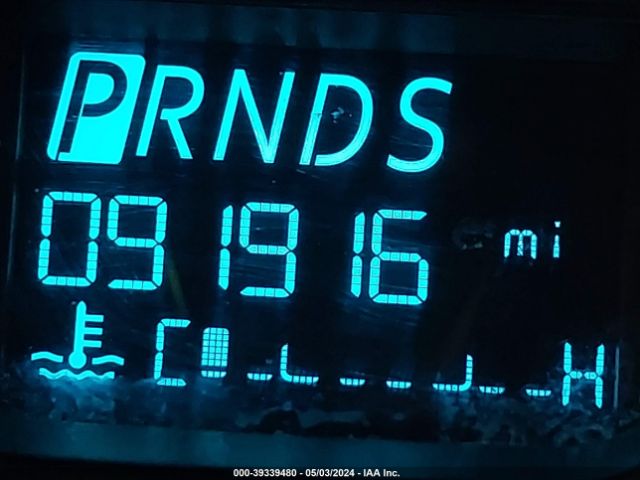 PRNDS
091916 mi
C H
000-39339480 - 05/03/2024 - IAA Inc.